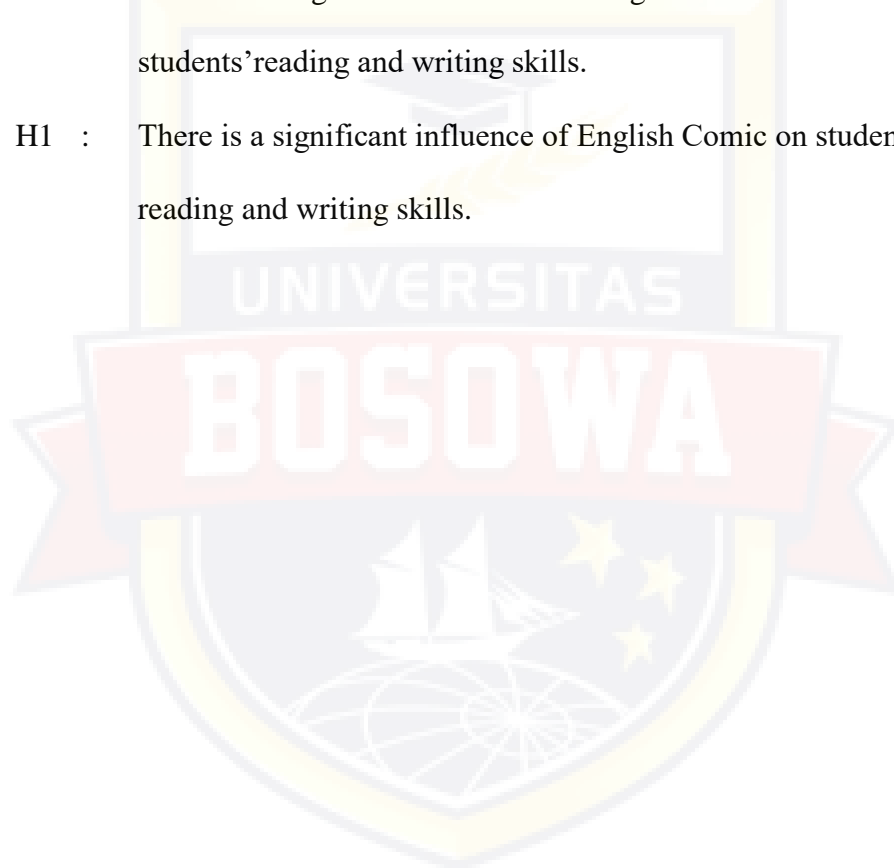 students’reading and writing skills.
H1 : There is a significant influence of English Comic on
reading and writing skills.
UNIVERSITAS
BOSOWA